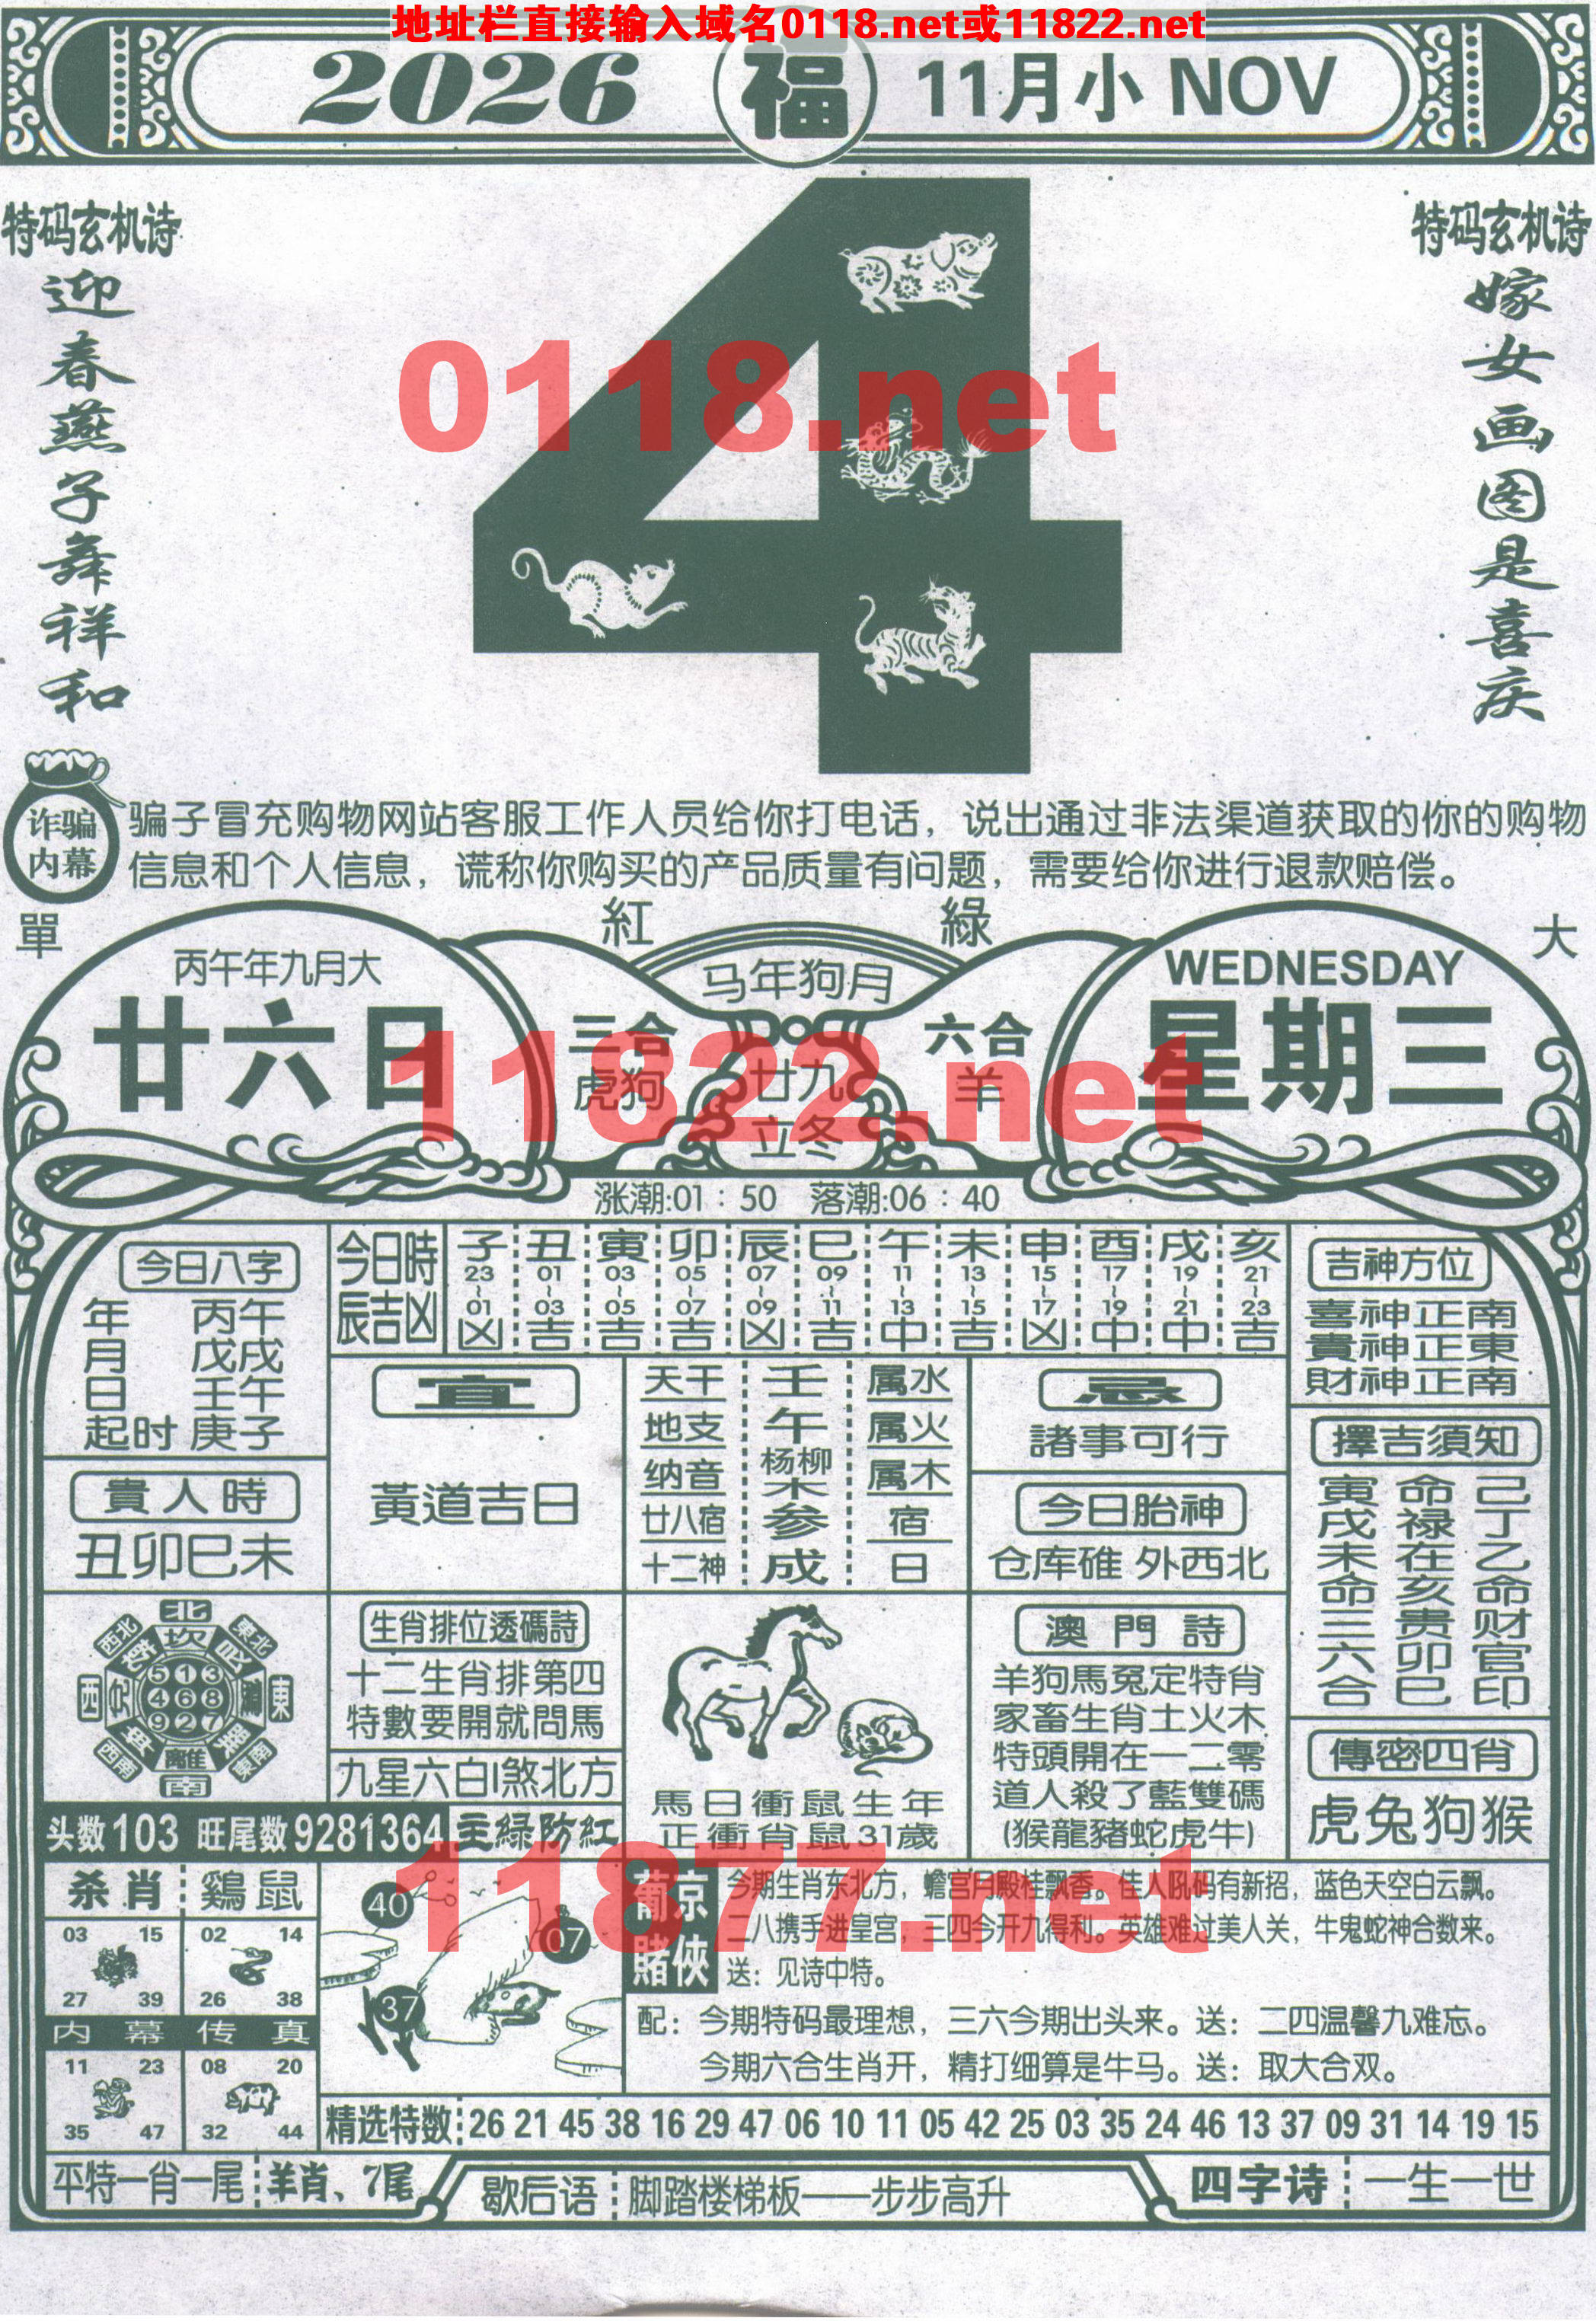 地址栏直接输入域名0118.net或11822.net
2026 福 11月小 NOV
特码玄机诗
迎春燕子舞祥和
特码玄机诗
嫁女画图是喜庆
0118.net
诈骗
内幕
骗子冒充购物网站客服工作人员给你打电话，说出通过非法渠道获取的你的购物
信息和个人信息，谎称你购买的产品质量有问题，需要给你进行退款赔偿。
單 紅 綠 大
丙午年九月大
廿六日
马年狗月
三合
虎狗
廿九
立冬
六合
羊
WEDNESDAY
星期三
11822.net
涨潮:01：50 落潮:06：40
今日八字
年 丙午
月 戊戌
日 壬午
起时 庚子
貴人時
丑卯巳未
今日時
辰吉凶
子 丑 寅 卯 辰 巳 午 未 申 酉 戌 亥
23 01 03 05 07 09 11 13 15 17 19 21
~ ~ ~ ~ ~ ~ ~ ~ ~ ~ ~ ~
01 03 05 07 09 11 13 15 17 19 21 23
凶 吉 吉 吉 凶 吉 中 吉 凶 中 中 吉
宜
黃道吉日
天干 壬 属水
地支 午 属火
纳音 杨柳木 属木
廿八宿 参 宿
十二神 成 日
忌
諸事可行
今日胎神
仓库碓 外西北
吉神方位
喜神正南
貴神正東
財神正南
擇吉須知
寅 命 己
戌 禄 丁
未 在 乙
命 亥 命
三 贵 财
六 卯 官
合 巳 印
傳密四肖
虎兔狗猴
北
西北 坎 東北
西 5 1 3 東
4 6 8
9 2 7
西南 離 東南
南
生肖排位透碼詩
十二生肖排第四
特數要開就問馬
九星六白 煞北方
馬日衝鼠生年
正衝肖鼠31歲
澳門詩
羊狗馬兔定特肖
家畜生肖土火木
特頭開在一二零
道人殺了藍雙碼
(猴龍豬蛇虎牛)
头数103 旺尾数9281364 主綠防紅
11877.net
杀肖 鷄鼠
03 15 02 14
27 39 26 38
内幕传真
11 23 08 20
35 47 32 44
40
07
37
葡京
賭俠
今期生肖东北方，蟾宫月殿桂飘香。佳人吼码有新招，蓝色天空白云飘。
二八携手进皇宫，三四今开九得利。英雄难过美人关，牛鬼蛇神合数来。
送：见诗中特。
配：今期特码最理想，三六今期出头来。送：二四温馨九难忘。
今期六合生肖开，精打细算是牛马。送：取大合双。
精选特数 26 21 45 38 16 29 47 06 10 11 05 42 25 03 35 24 46 13 37 09 31 14 19 15
平特一肖一尾 羊肖、7尾
歇后语 脚踏楼梯板——步步高升
四字诗 一生一世